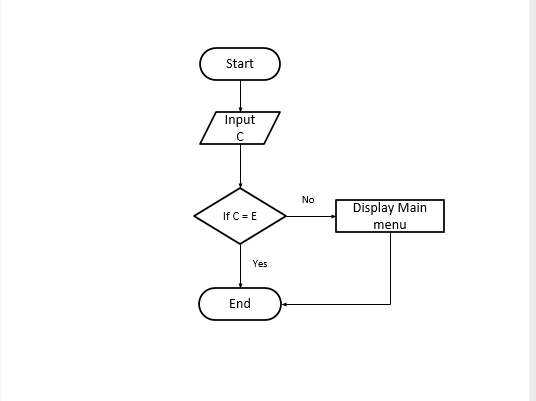 Start
Input
C
If C = E
No
Display Main
menu
Yes
End